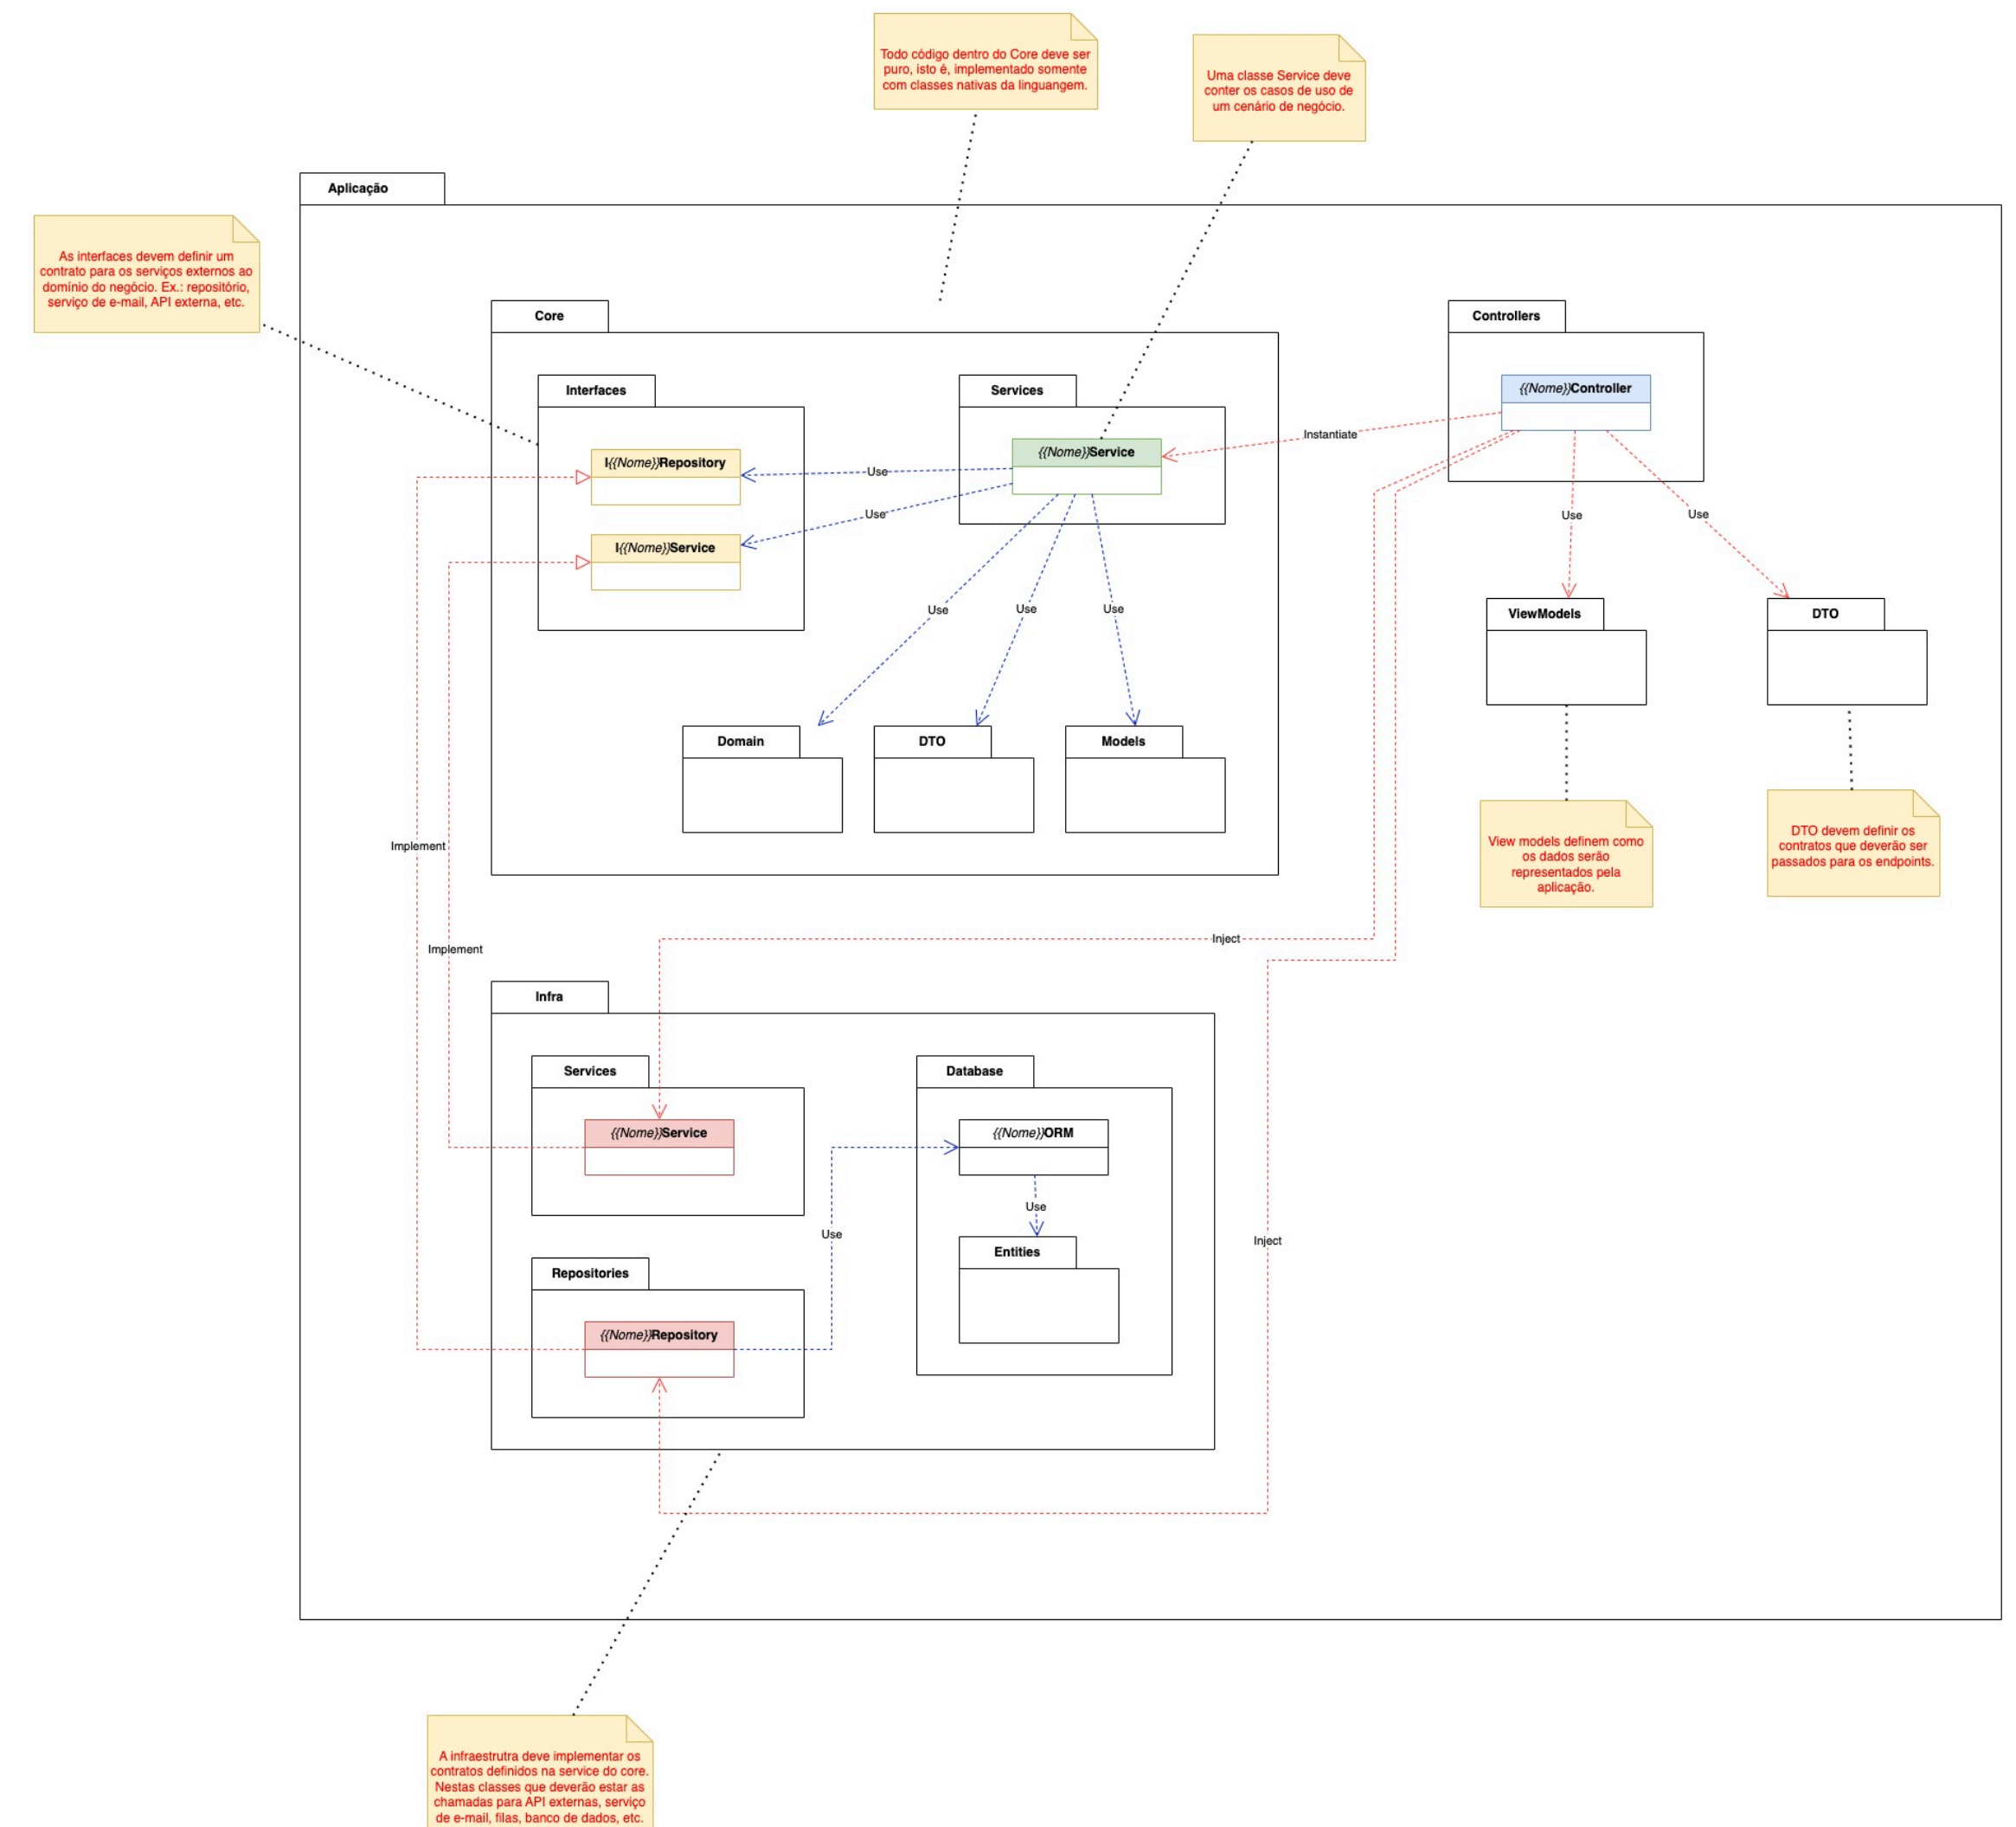 Todo código dentro do Core deve ser
puro, isto é, implementado somente
com classes nativas da linguangem.
Uma classe Service deve
conter os casos de uso de
um cenário de negócio.
Aplicação
As interfaces devem definir um
contrato para os serviços externos ao
domínio do negócio. Ex.: repositório,
serviço de e-mail, API externa, etc.
Core
Controllers
Interfaces
Services
{{Nome}}Controller
Instantiate
{{Nome}}Service
I{{Nome}}Repository
Use
Use
I{{Nome}}Service
Use
Use
Use
Use
Use
ViewModels
DTO
Domain
DTO
Models
View models definem como
os dados serão
representados pela
aplicação.
DTO devem definir os
contratos que deverão ser
passados para os endpoints.
Implement
Implement
Inject
Infra
Services
Database
{{Nome}}Service
{{Nome}}ORM
Use
Use
Inject
Entities
Repositories
{{Nome}}Repository
A infraestrutra deve implementar os
contratos definidos na service do core.
Nestas classes que deverão estar as
chamadas para API externas, serviço
de e-mail, filas, banco de dados, etc.